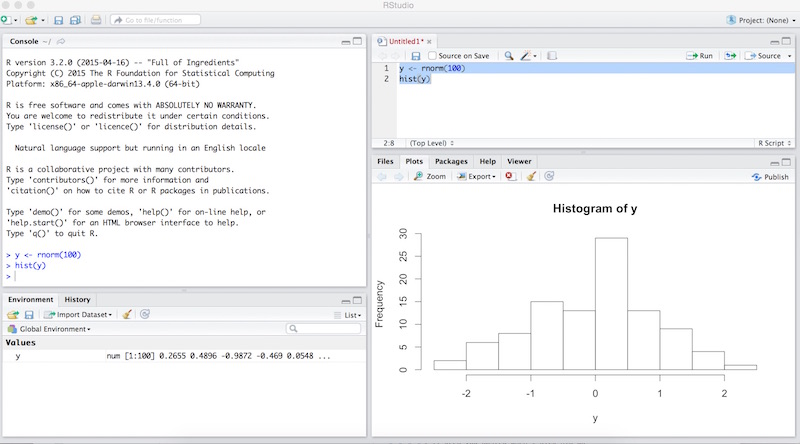 RStudio
Go to file/function
Project: (None)
Console ~/
R version 3.2.0 (2015-04-16) -- "Full of Ingredients"
Copyright (C) 2015 The R Foundation for Statistical Computing
Platform: x86_64-apple-darwin13.4.0 (64-bit)
R is free software and comes with ABSOLUTELY NO WARRANTY.
You are welcome to redistribute it under certain conditions.
Type 'license()' or 'licence()' for distribution details.
Natural language support but running in an English locale
R is a collaborative project with many contributors.
Type 'contributors()' for more information and
'citation()' on how to cite R or R packages in publications.
Type 'demo()' for some demos, 'help()' for on-line help, or
'help.start()' for an HTML browser interface to help.
Type 'q()' to quit R.
> y <- rnorm(100)
> hist(y)
>
Environment History
Import Dataset List
Global Environment
Values
y num [1:100] 0.2655 0.4896 -0.9872 -0.469 0.0548 ...
Untitled1*
Source on Save Run Source
1 y <- rnorm(100)
2 hist(y)
2:8 (Top Level) R Script
Files Plots Packages Help Viewer
Zoom Export Publish
Histogram of y
Frequency
30
25
20
15
10
5
0
-2 -1 0 1 2
y